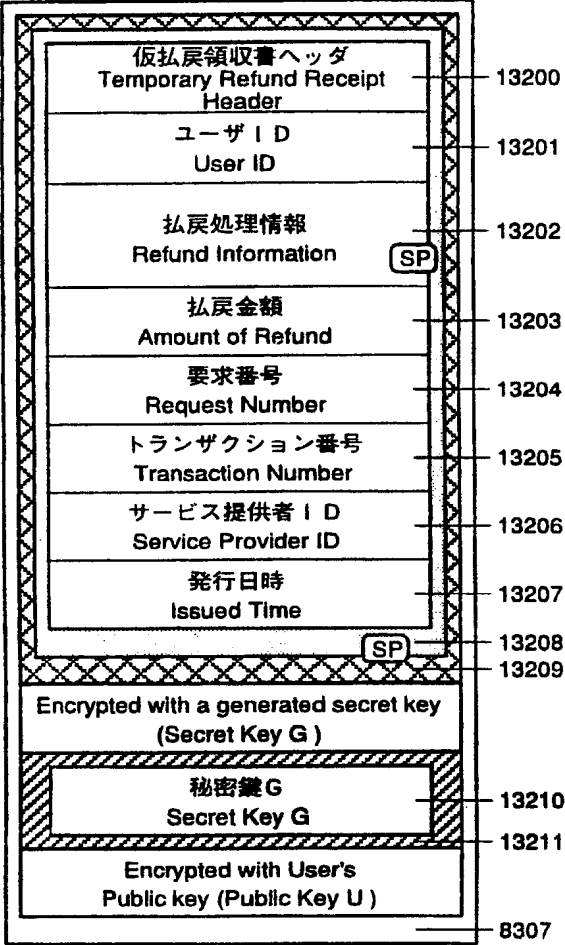 仮払戻領収書ヘッダ
Temporary Refund Receipt
Header
13200
ユーザID
User ID
13201
払戻処理情報
Refund Information
13202
SP
払戻金額
Amount of Refund
13203
要求番号
Request Number
13204
トランザクション番号
Transaction Number
13205
サービス提供者ID
Service Provider ID
13206
発行日時
Issued Time
13207
SP
13208
13209
Encrypted with a generated secret key
(Secret Key G )
秘密鍵G
Secret Key G
13210
13211
Encrypted with User's
Public key (Public Key U )
8307